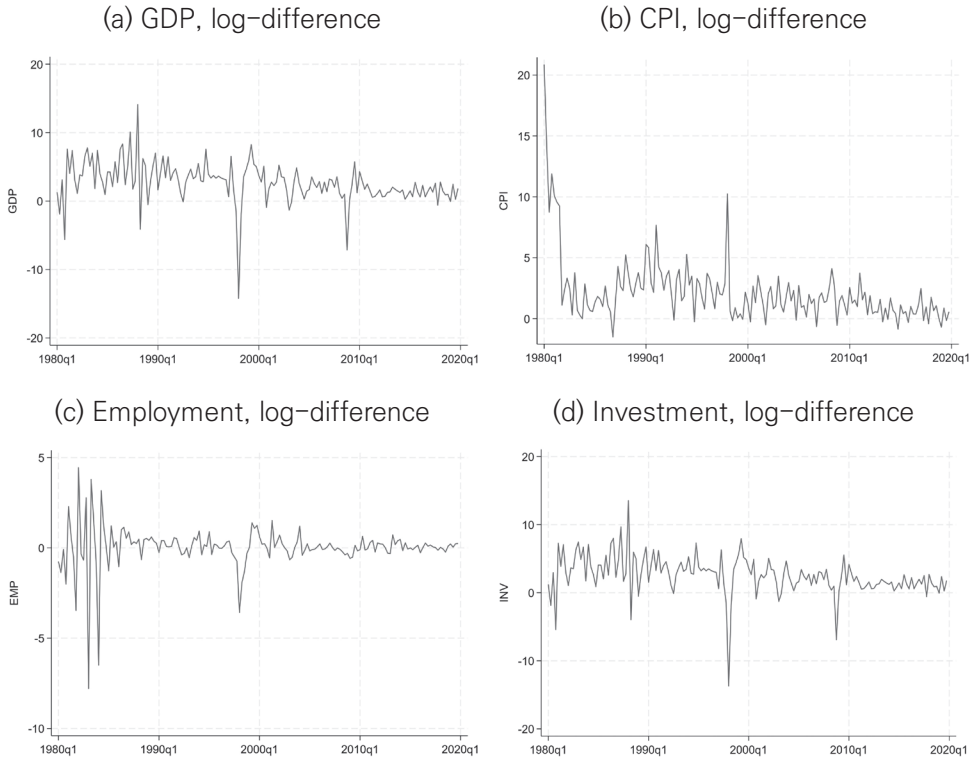 (a) GDP, log-difference
(b) CPI, log-difference
20
10
0
-10
-20
GDP
1980q1 1990q1 2000q1 2010q1 2020q1
20
15
10
5
0
CPI
1980q1 1990q1 2000q1 2010q1 2020q1
(c) Employment, log-difference
(d) Investment, log-difference
5
0
-5
-10
EMP
1980q1 1990q1 2000q1 2010q1 2020q1
20
10
0
-10
-20
INV
1980q1 1990q1 2000q1 2010q1 2020q1